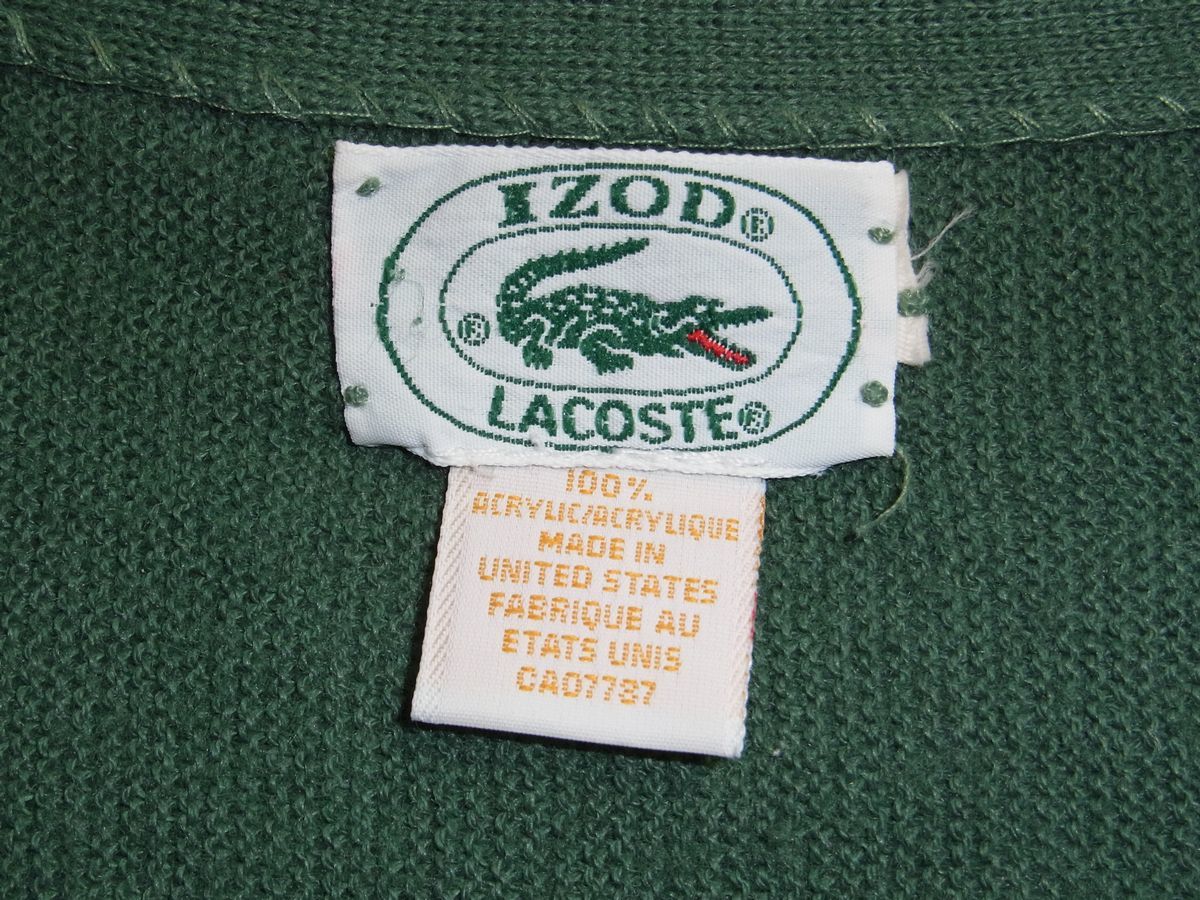 IZOD®
®
LACOSTE®
100%
ACRYLIC/ACRYLIQUE
MADE IN
UNITED STATES
FABRIQUE AU
ETATS UNIS
CA07787